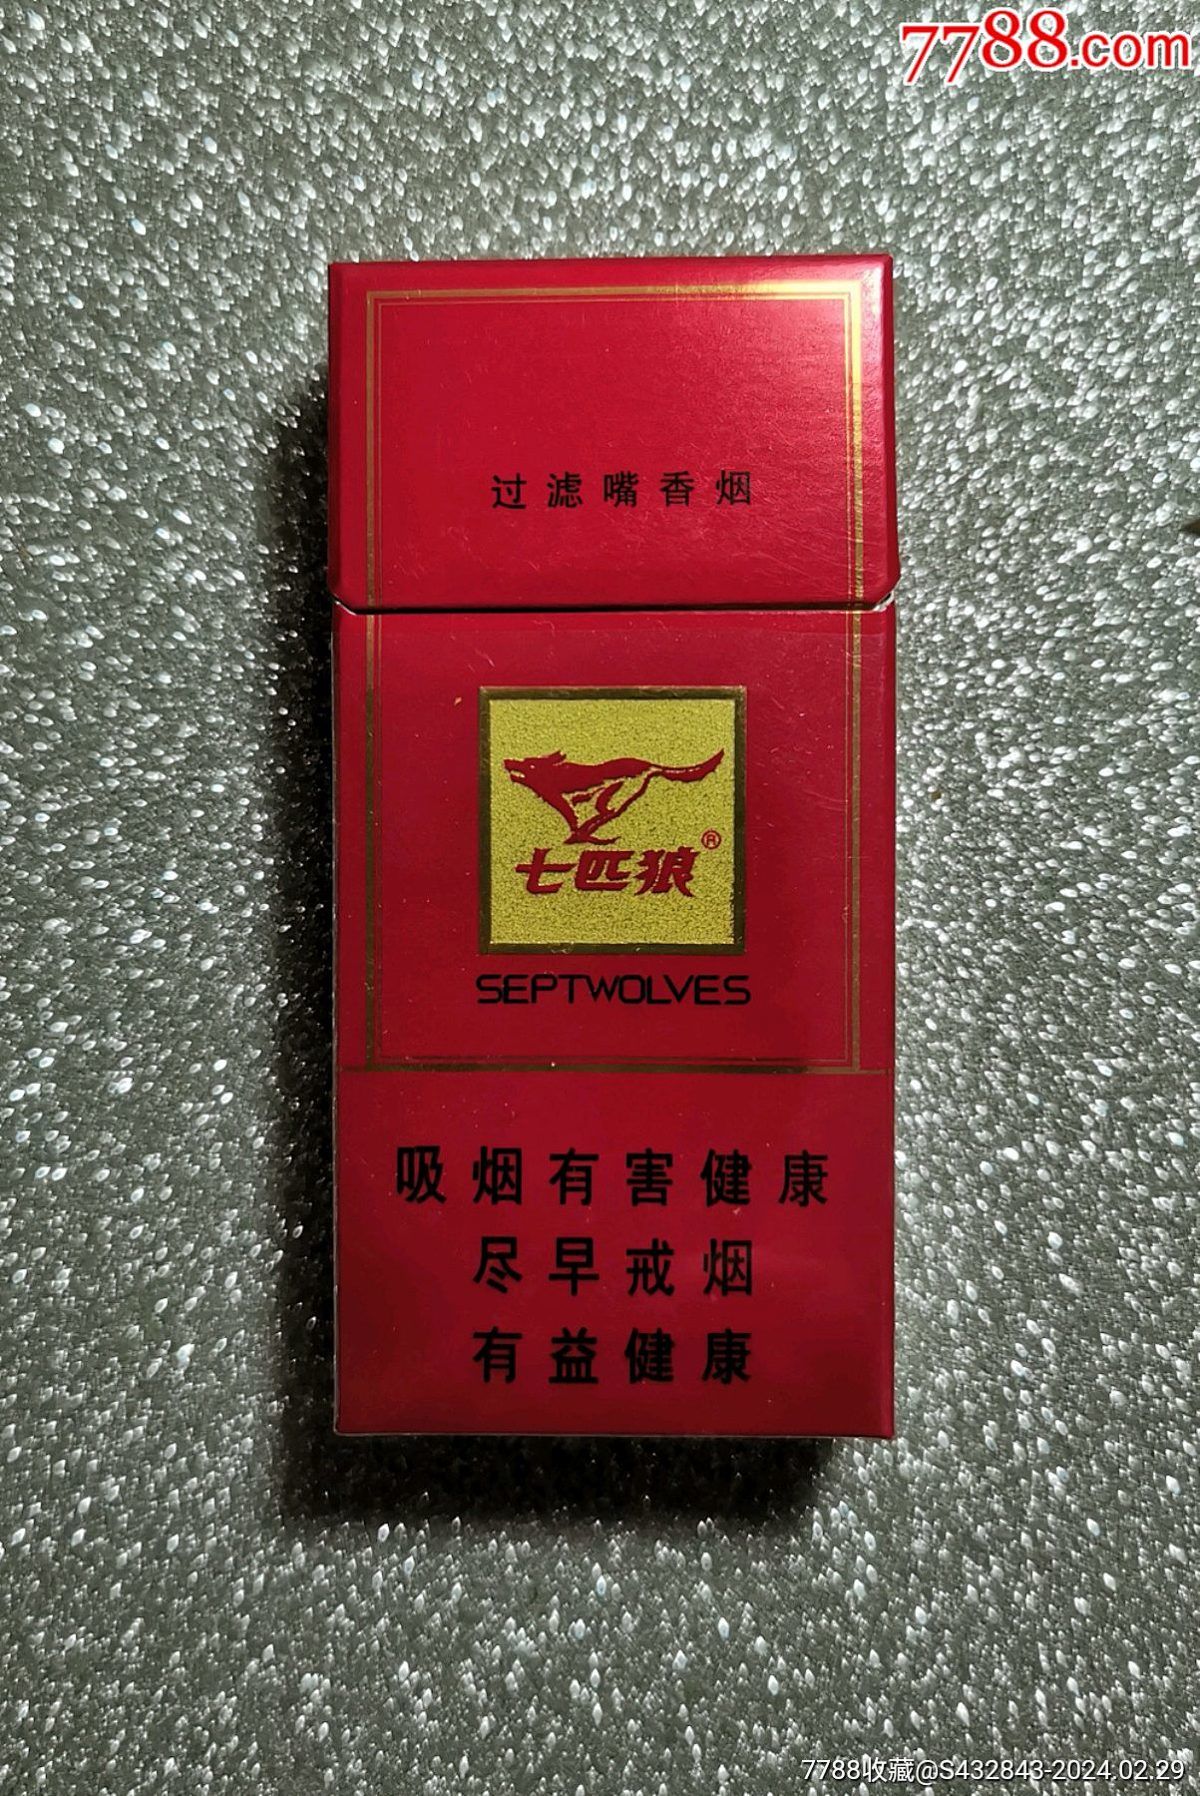 7788.com
过滤嘴香烟
七匹狼®
SEPTWOLVES
吸烟有害健康
尽早戒烟
有益健康
7788收藏@S432843-2024.02.29